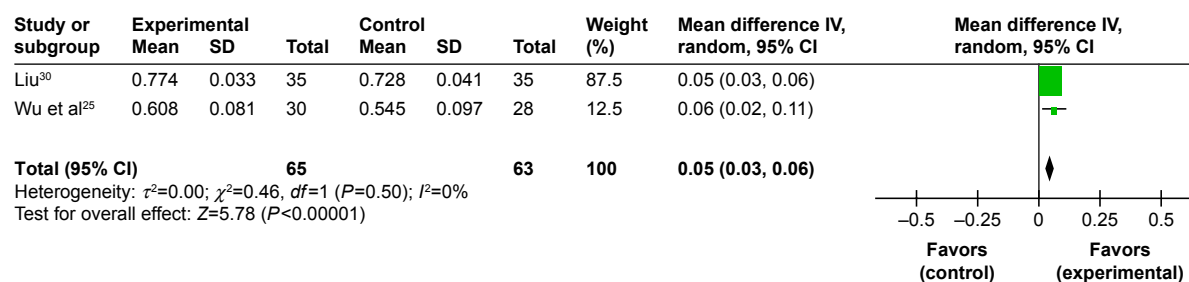 Study or Experimental Control Weight Mean difference IV, Mean difference IV,
subgroup Mean SD Total Mean SD Total (%) random, 95% CI random, 95% CI
Liu³⁰ 0.774 0.033 35 0.728 0.041 35 87.5 0.05 (0.03, 0.06)
Wu et al²⁵ 0.608 0.081 30 0.545 0.097 28 12.5 0.06 (0.02, 0.11)
Total (95% CI) 65 63 100 0.05 (0.03, 0.06)
Heterogeneity: τ²=0.00; χ²=0.46, df=1 (P=0.50); I²=0%
Test for overall effect: Z=5.78 (P<0.00001)
–0.5 –0.25 0 0.25 0.5
Favors Favors
(control) (experimental)